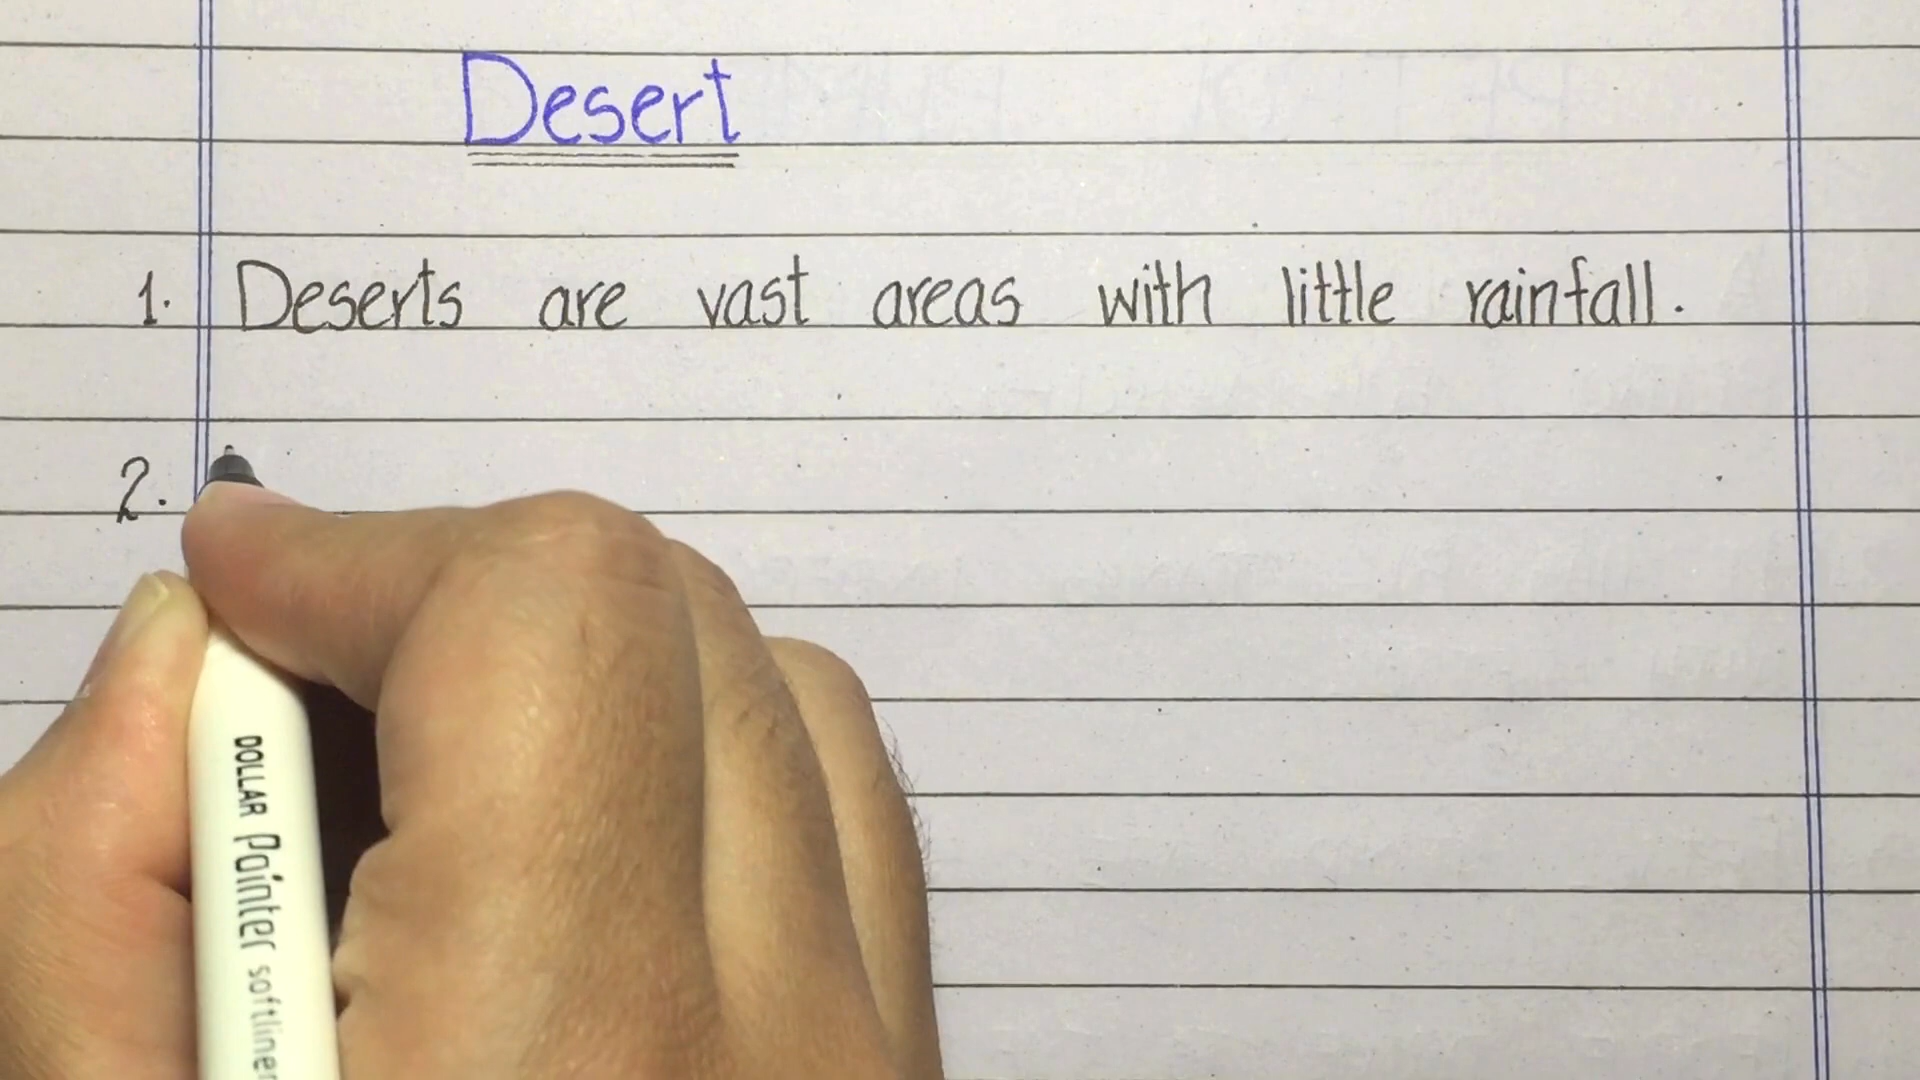 Desert
1. Deserts are vast areas with little rainfall.
2.
DOLLAR Pointer softliner